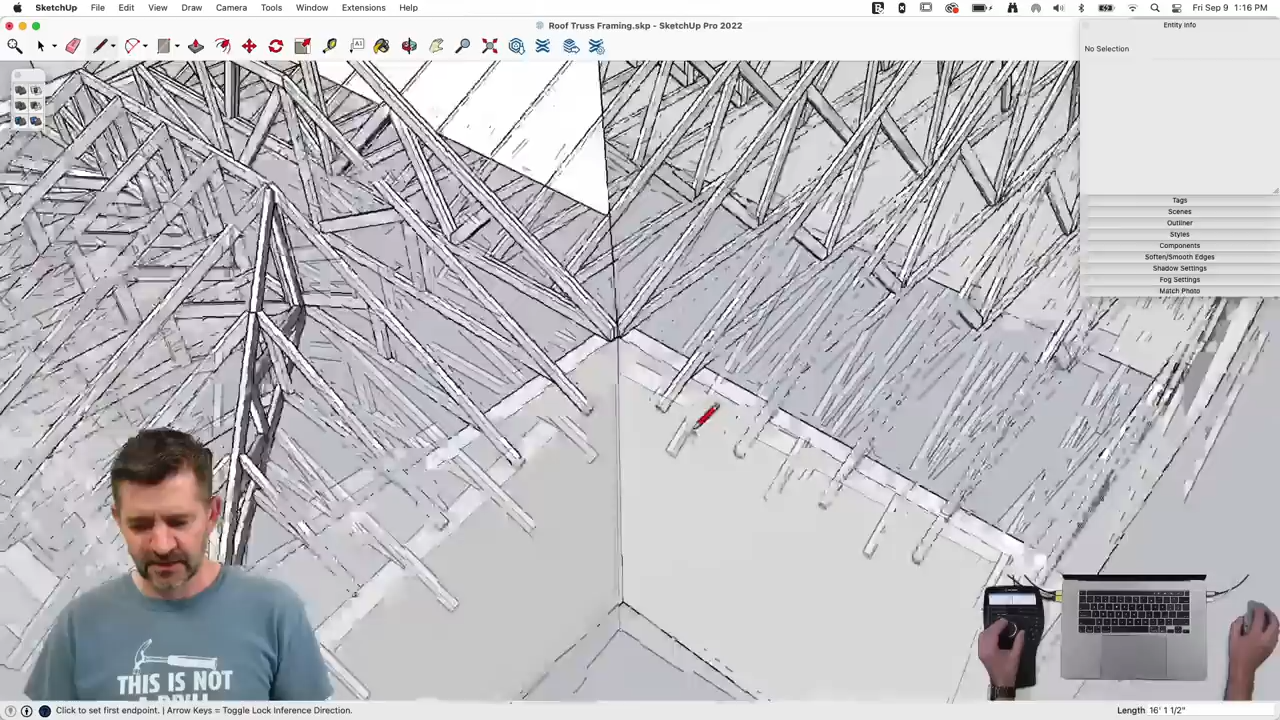 SketchUp File Edit View Draw Camera Tools Window Extensions Help
Fri Sep 9 1:16 PM
Roof Truss Framing.skp - SketchUp Pro 2022
Entity Info
No Selection
Tags
Scenes
Outliner
Styles
Components
Soften/Smooth Edges
Shadow Settings
Fog Settings
Match Photo
THIS IS NOT
A DRILL
Click to set first endpoint. | Arrow Keys = Toggle Lock Inference Direction.
Length 16' 1 1/2"